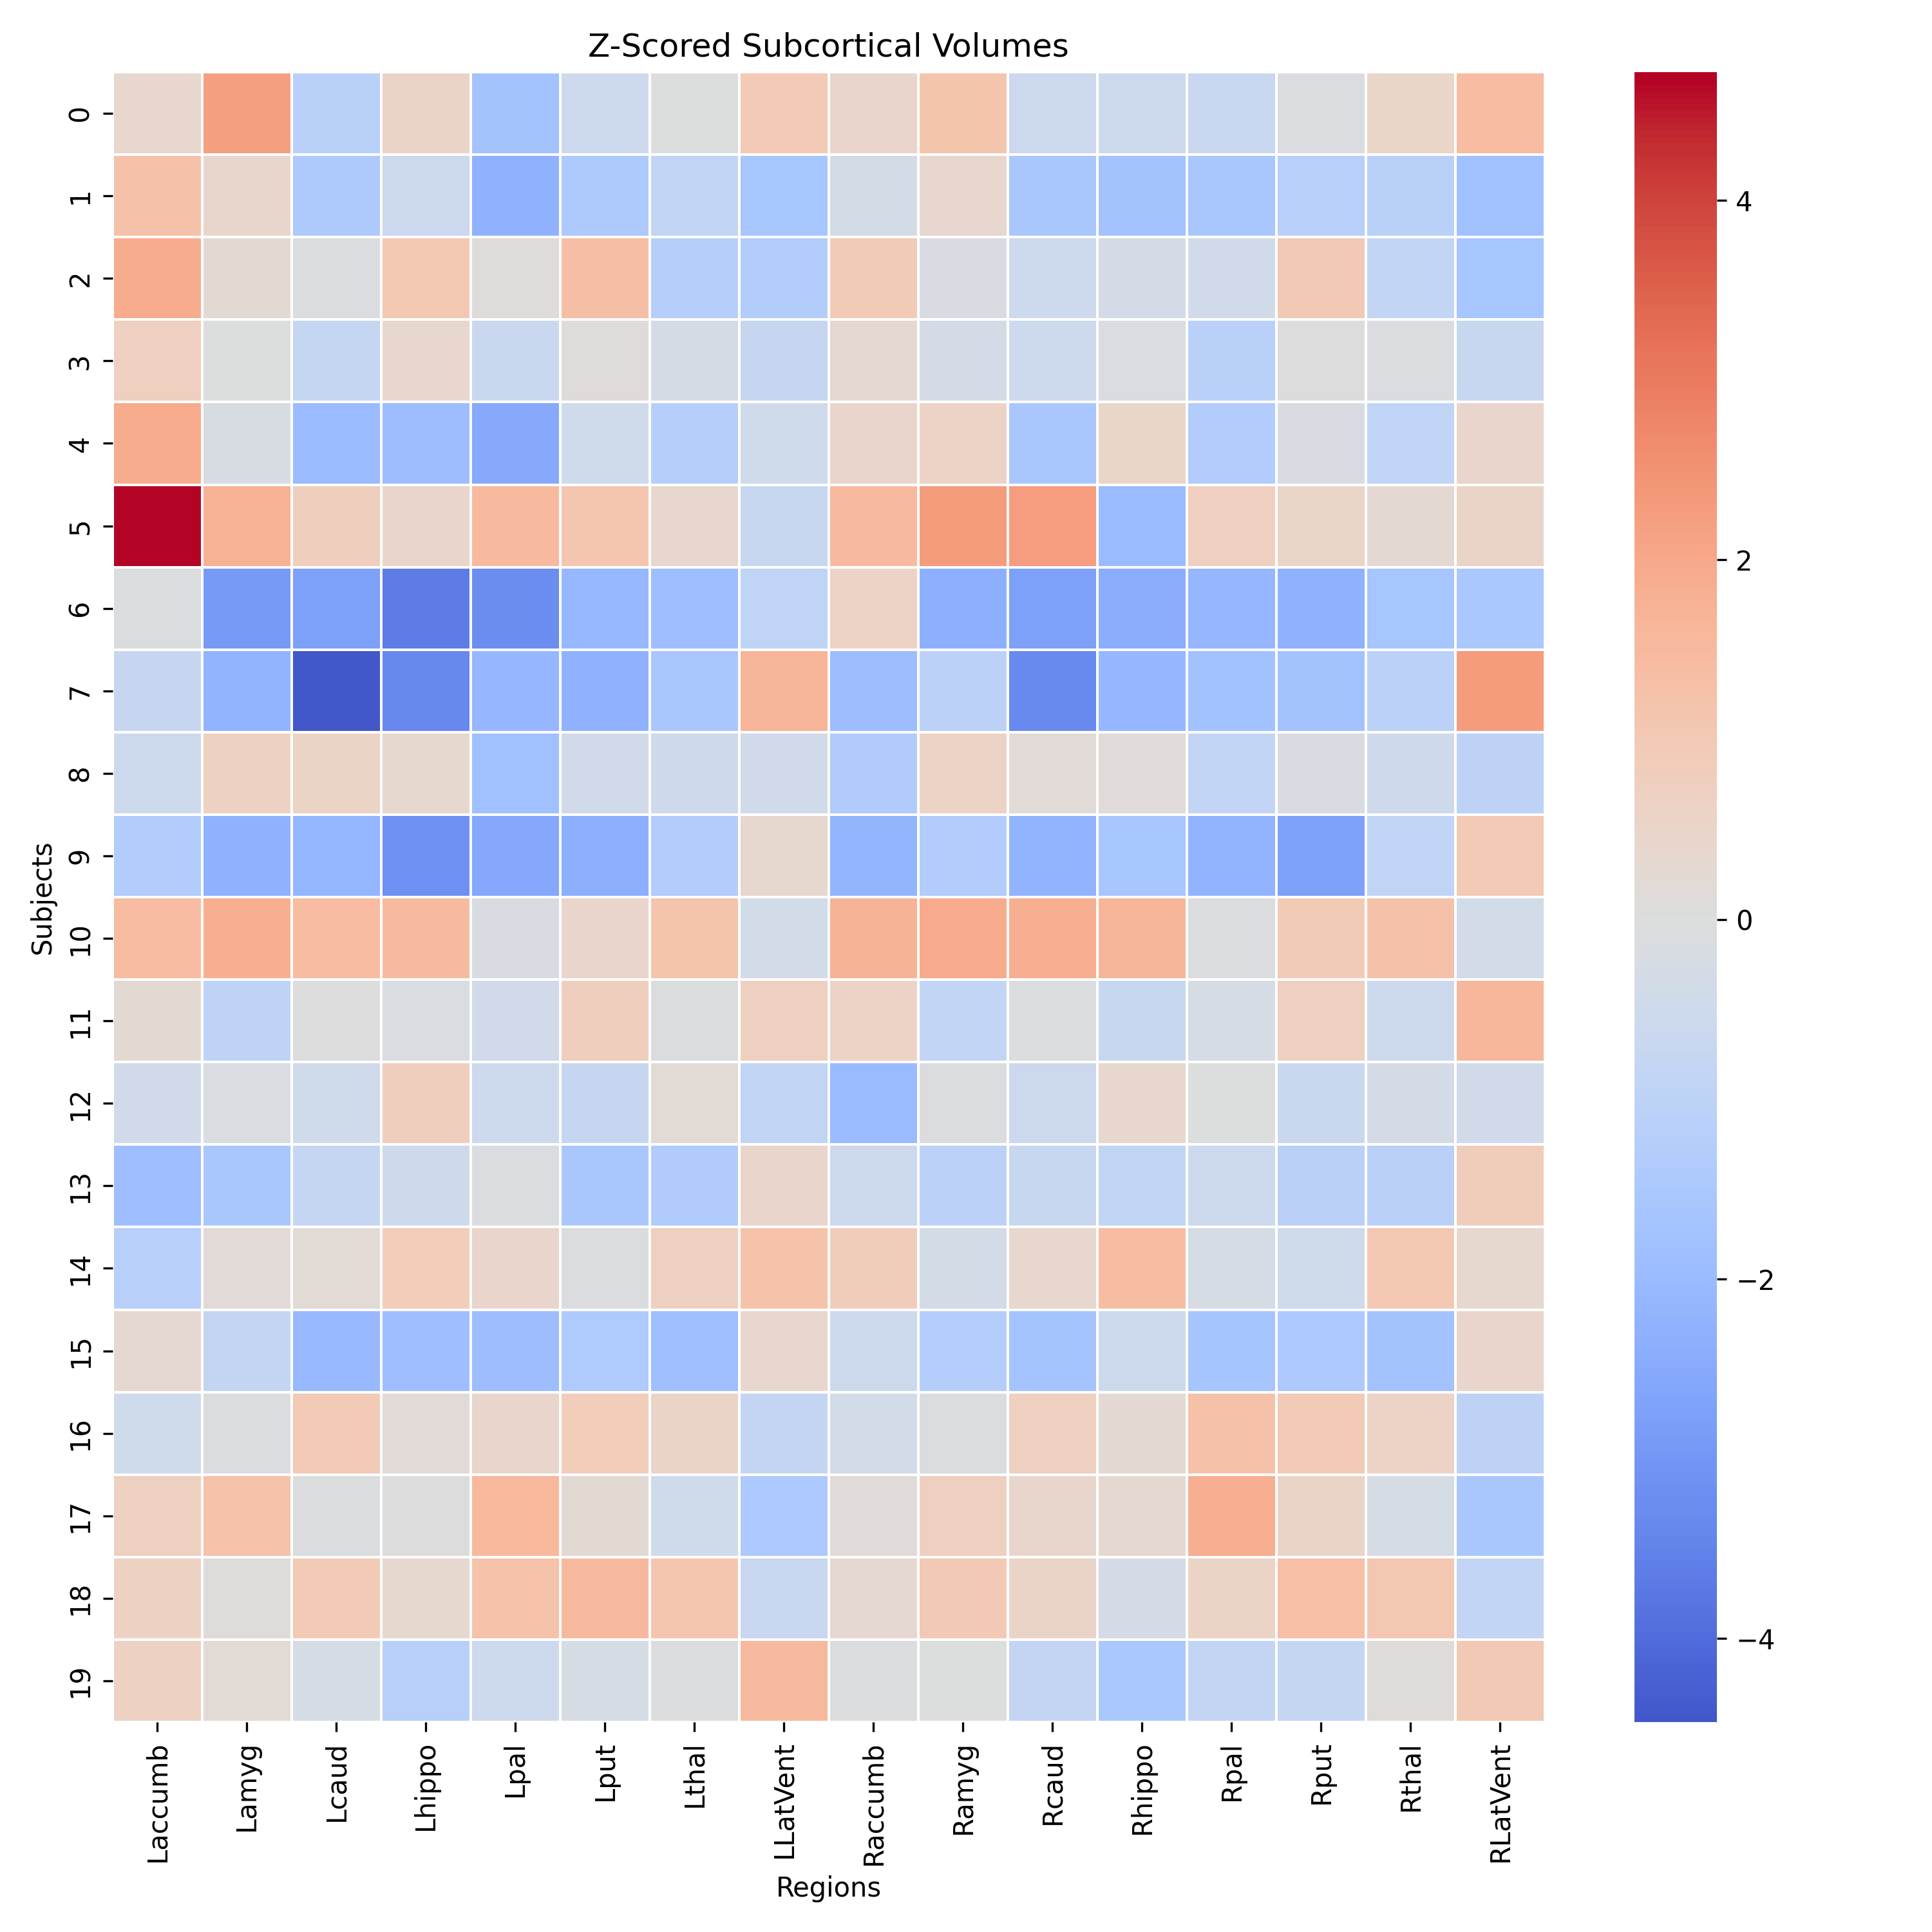 Z-Scored Subcortical Volumes
Subjects
0
1
2
3
4
5
6
7
8
9
10
11
12
13
14
15
16
17
18
19
Laccumb
Lamyg
Lcaud
Lhippo
Lpal
Lput
Lthal
LLatVent
Raccumb
Ramyg
Rcaud
Rhippo
Rpal
Rput
Rthal
RLatVent
Regions
4
2
0
−2
−4